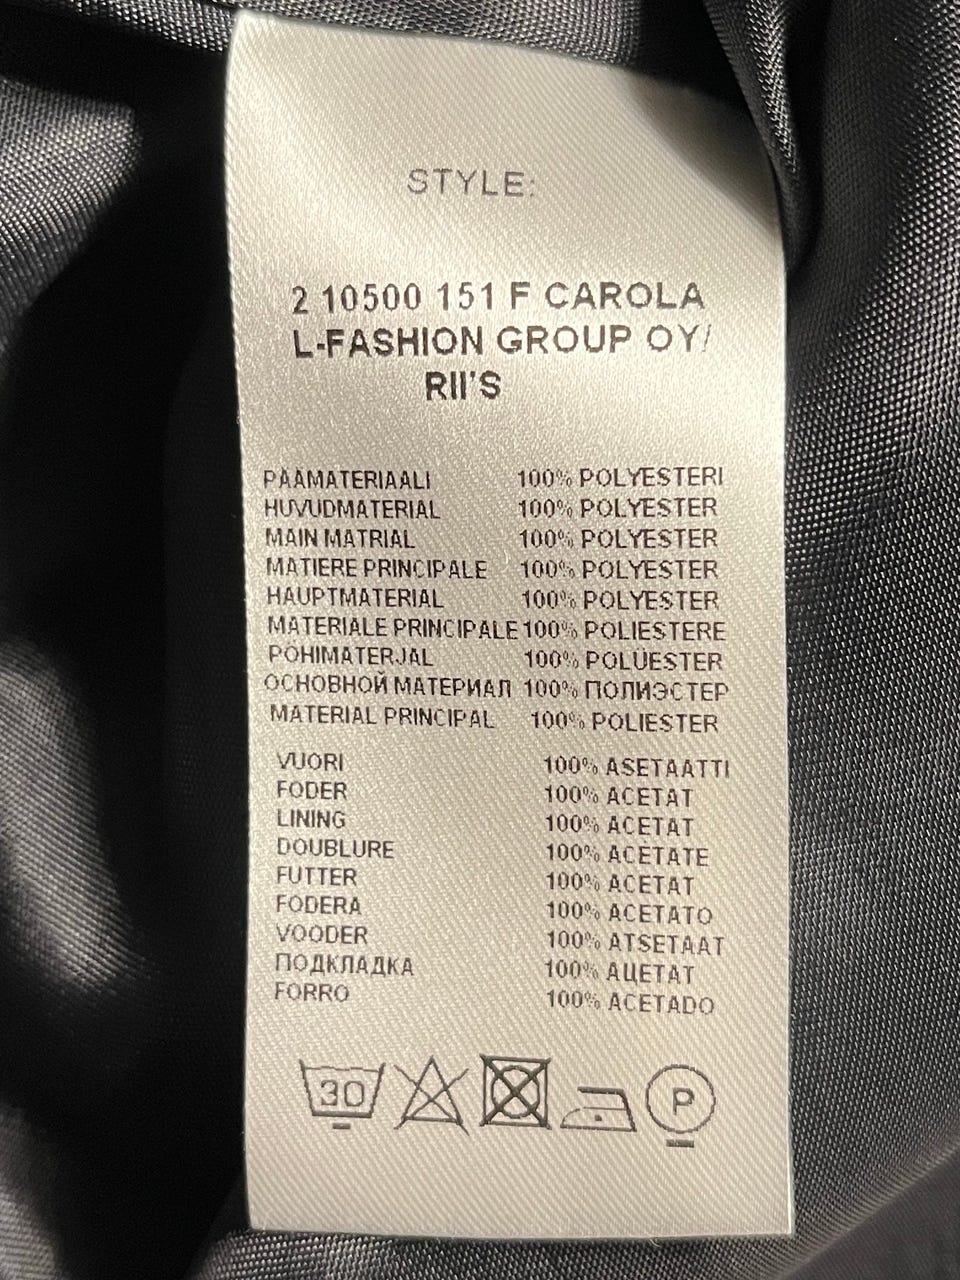 STYLE:
2 10500 151 F CAROLA
L-FASHION GROUP OY/
RII'S
PÄÄMATERIAALI 100% POLYESTERI
HUVUDMATERIAL 100% POLYESTER
MAIN MATRIAL 100% POLYESTER
MATIERE PRINCIPALE 100% POLYESTER
HAUPTMATERIAL 100% POLYESTER
MATERIALE PRINCIPALE 100% POLIESTERE
PÕHIMATERJAL 100% POLÜESTER
ОСНОВНОЙ МАТЕРИАЛ 100% ПОЛИЭСТЕР
MATERIAL PRINCIPAL 100% POLIESTER
VUORI 100% ASETAATTI
FODER 100% ACETAT
LINING 100% ACETAT
DOUBLURE 100% ACÉTATE
FUTTER 100% ACETAT
FODERA 100% ACETATO
VOODER 100% ATSETAAT
ПОДКЛАДКА 100% АЦЕТАТ
FORRO 100% ACETADO
30 P